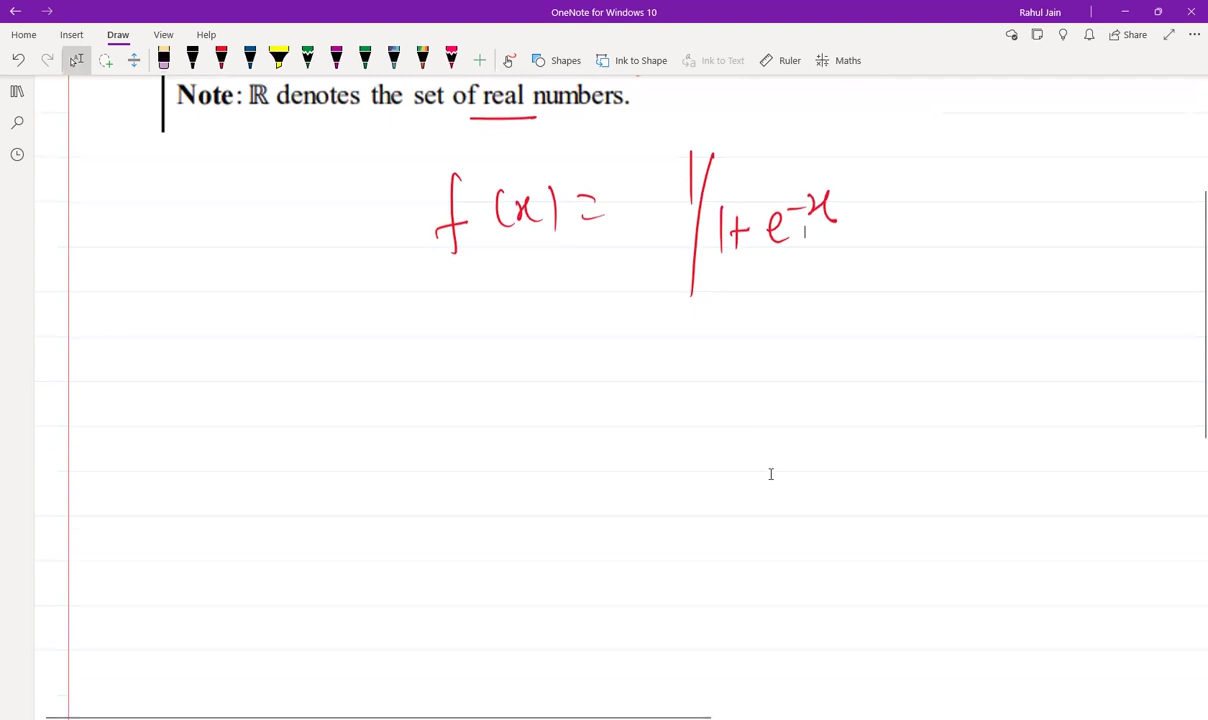 OneNote for Windows 10
Rahul Jain
Home Insert Draw View Help
Share
Shapes Ink to Shape Ink to Text Ruler Maths
Note: ℝ denotes the set of real numbers.
f(x) = 1/1+e^-x